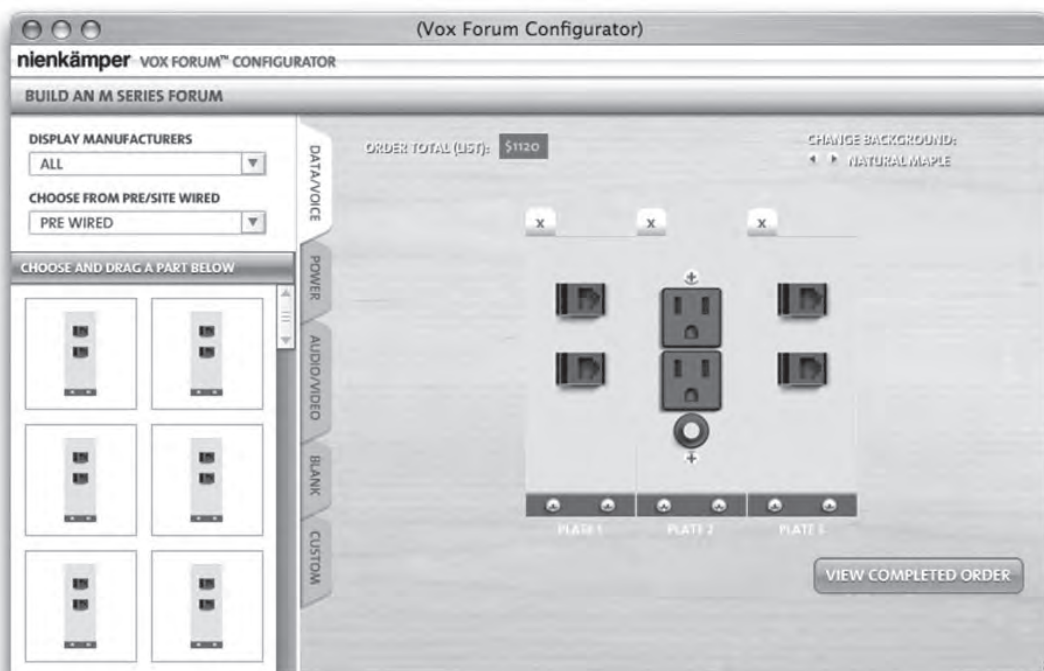 (Vox Forum Configurator)
nienkämper VOX FORUM™ CONFIGURATOR
BUILD AN M SERIES FORUM
DISPLAY MANUFACTURERS
ALL
CHOOSE FROM PRE/SITE WIRED
PRE WIRED
CHOOSE AND DRAG A PART BELOW
DATA/VOICE
POWER
AUDIO/VIDEO
BLANK
CUSTOM
ORDER TOTAL (LIST): $1120
CHANGE BACKGROUND:
NATURAL MAPLE
x x x
PLATE 1 PLATE 2 PLATE
VIEW COMPLETED ORDER